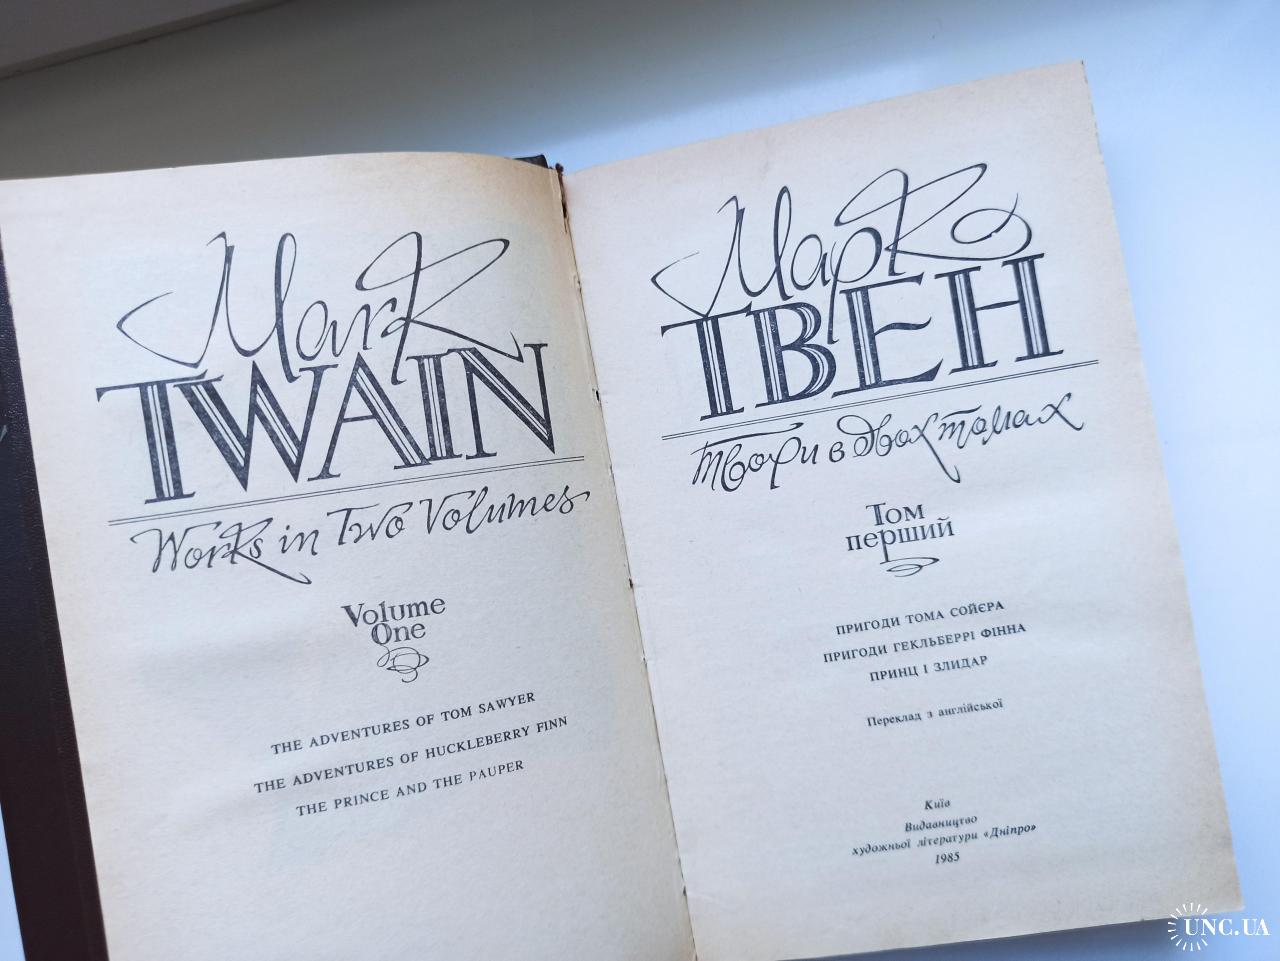 Mark
TWAIN
Works in Two Volumes
Volume
One
THE ADVENTURES OF TOM SAWYER
THE ADVENTURES OF HUCKLEBERRY FINN
THE PRINCE AND THE PAUPER
Марк
ТВЕН
Твори в двох томах
Том
перший
ПРИГОДИ ТОМА СОЙЄРА
ПРИГОДИ ГЕКЛЬБЕРРІ ФІННА
ПРИНЦ І ЗЛИДАР
Переклад з англійської
Київ
Видавництво
художньої літератури «Дніпро»
1985
UNC.UA